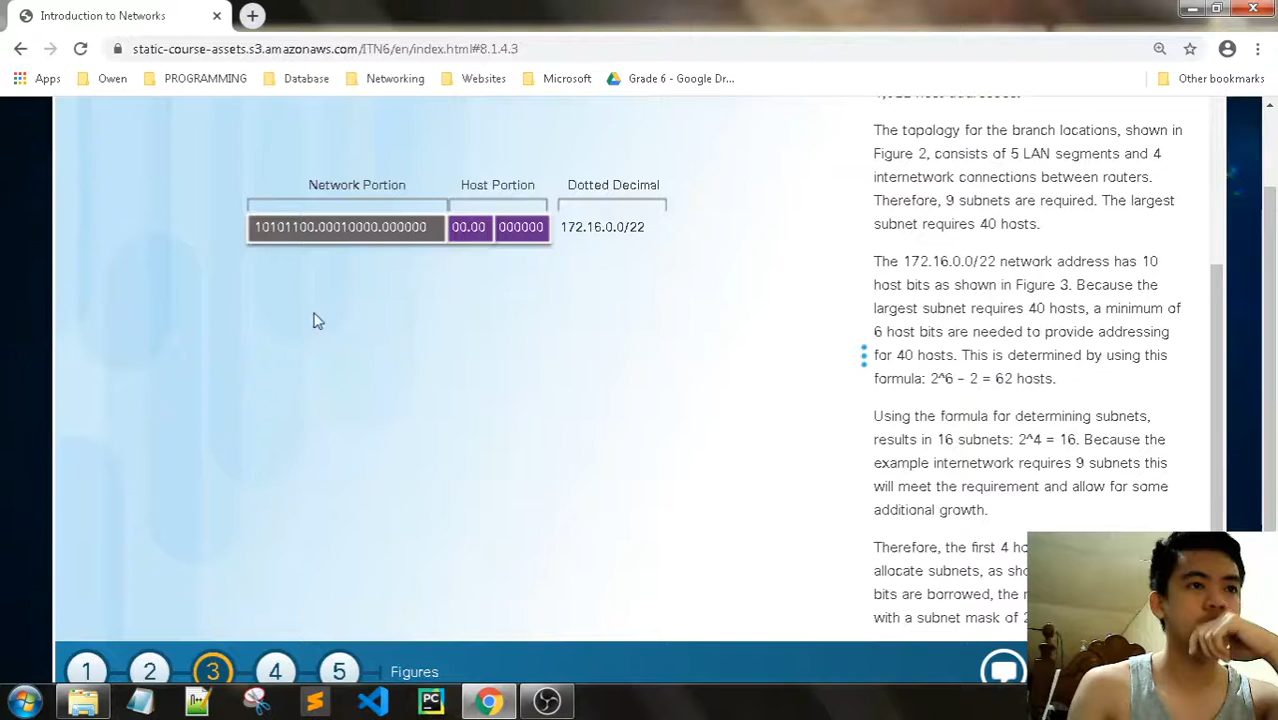 Introduction to Networks
static-course-assets.s3.amazonaws.com/ITN6/en/index.html#8.1.4.3
Apps Owen PROGRAMMING Database Networking Websites Microsoft Grade 6 - Google Dr... Other bookmarks
Network Portion Host Portion Dotted Decimal
10101100.00010000.000000 00.00 000000 172.16.0.0/22
The topology for the branch locations, shown in
Figure 2, consists of 5 LAN segments and 4
internetwork connections between routers.
Therefore, 9 subnets are required. The largest
subnet requires 40 hosts.
The 172.16.0.0/22 network address has 10
host bits as shown in Figure 3. Because the
largest subnet requires 40 hosts, a minimum of
6 host bits are needed to provide addressing
for 40 hosts. This is determined by using this
formula: 2^6 – 2 = 62 hosts.
Using the formula for determining subnets,
results in 16 subnets: 2^4 = 16. Because the
example internetwork requires 9 subnets this
will meet the requirement and allow for some
additional growth.
Therefore, the first 4
allocate subnets, as
bits are borrowed, the
with a subnet mask of
1 2 3 4 5 Figures
PC